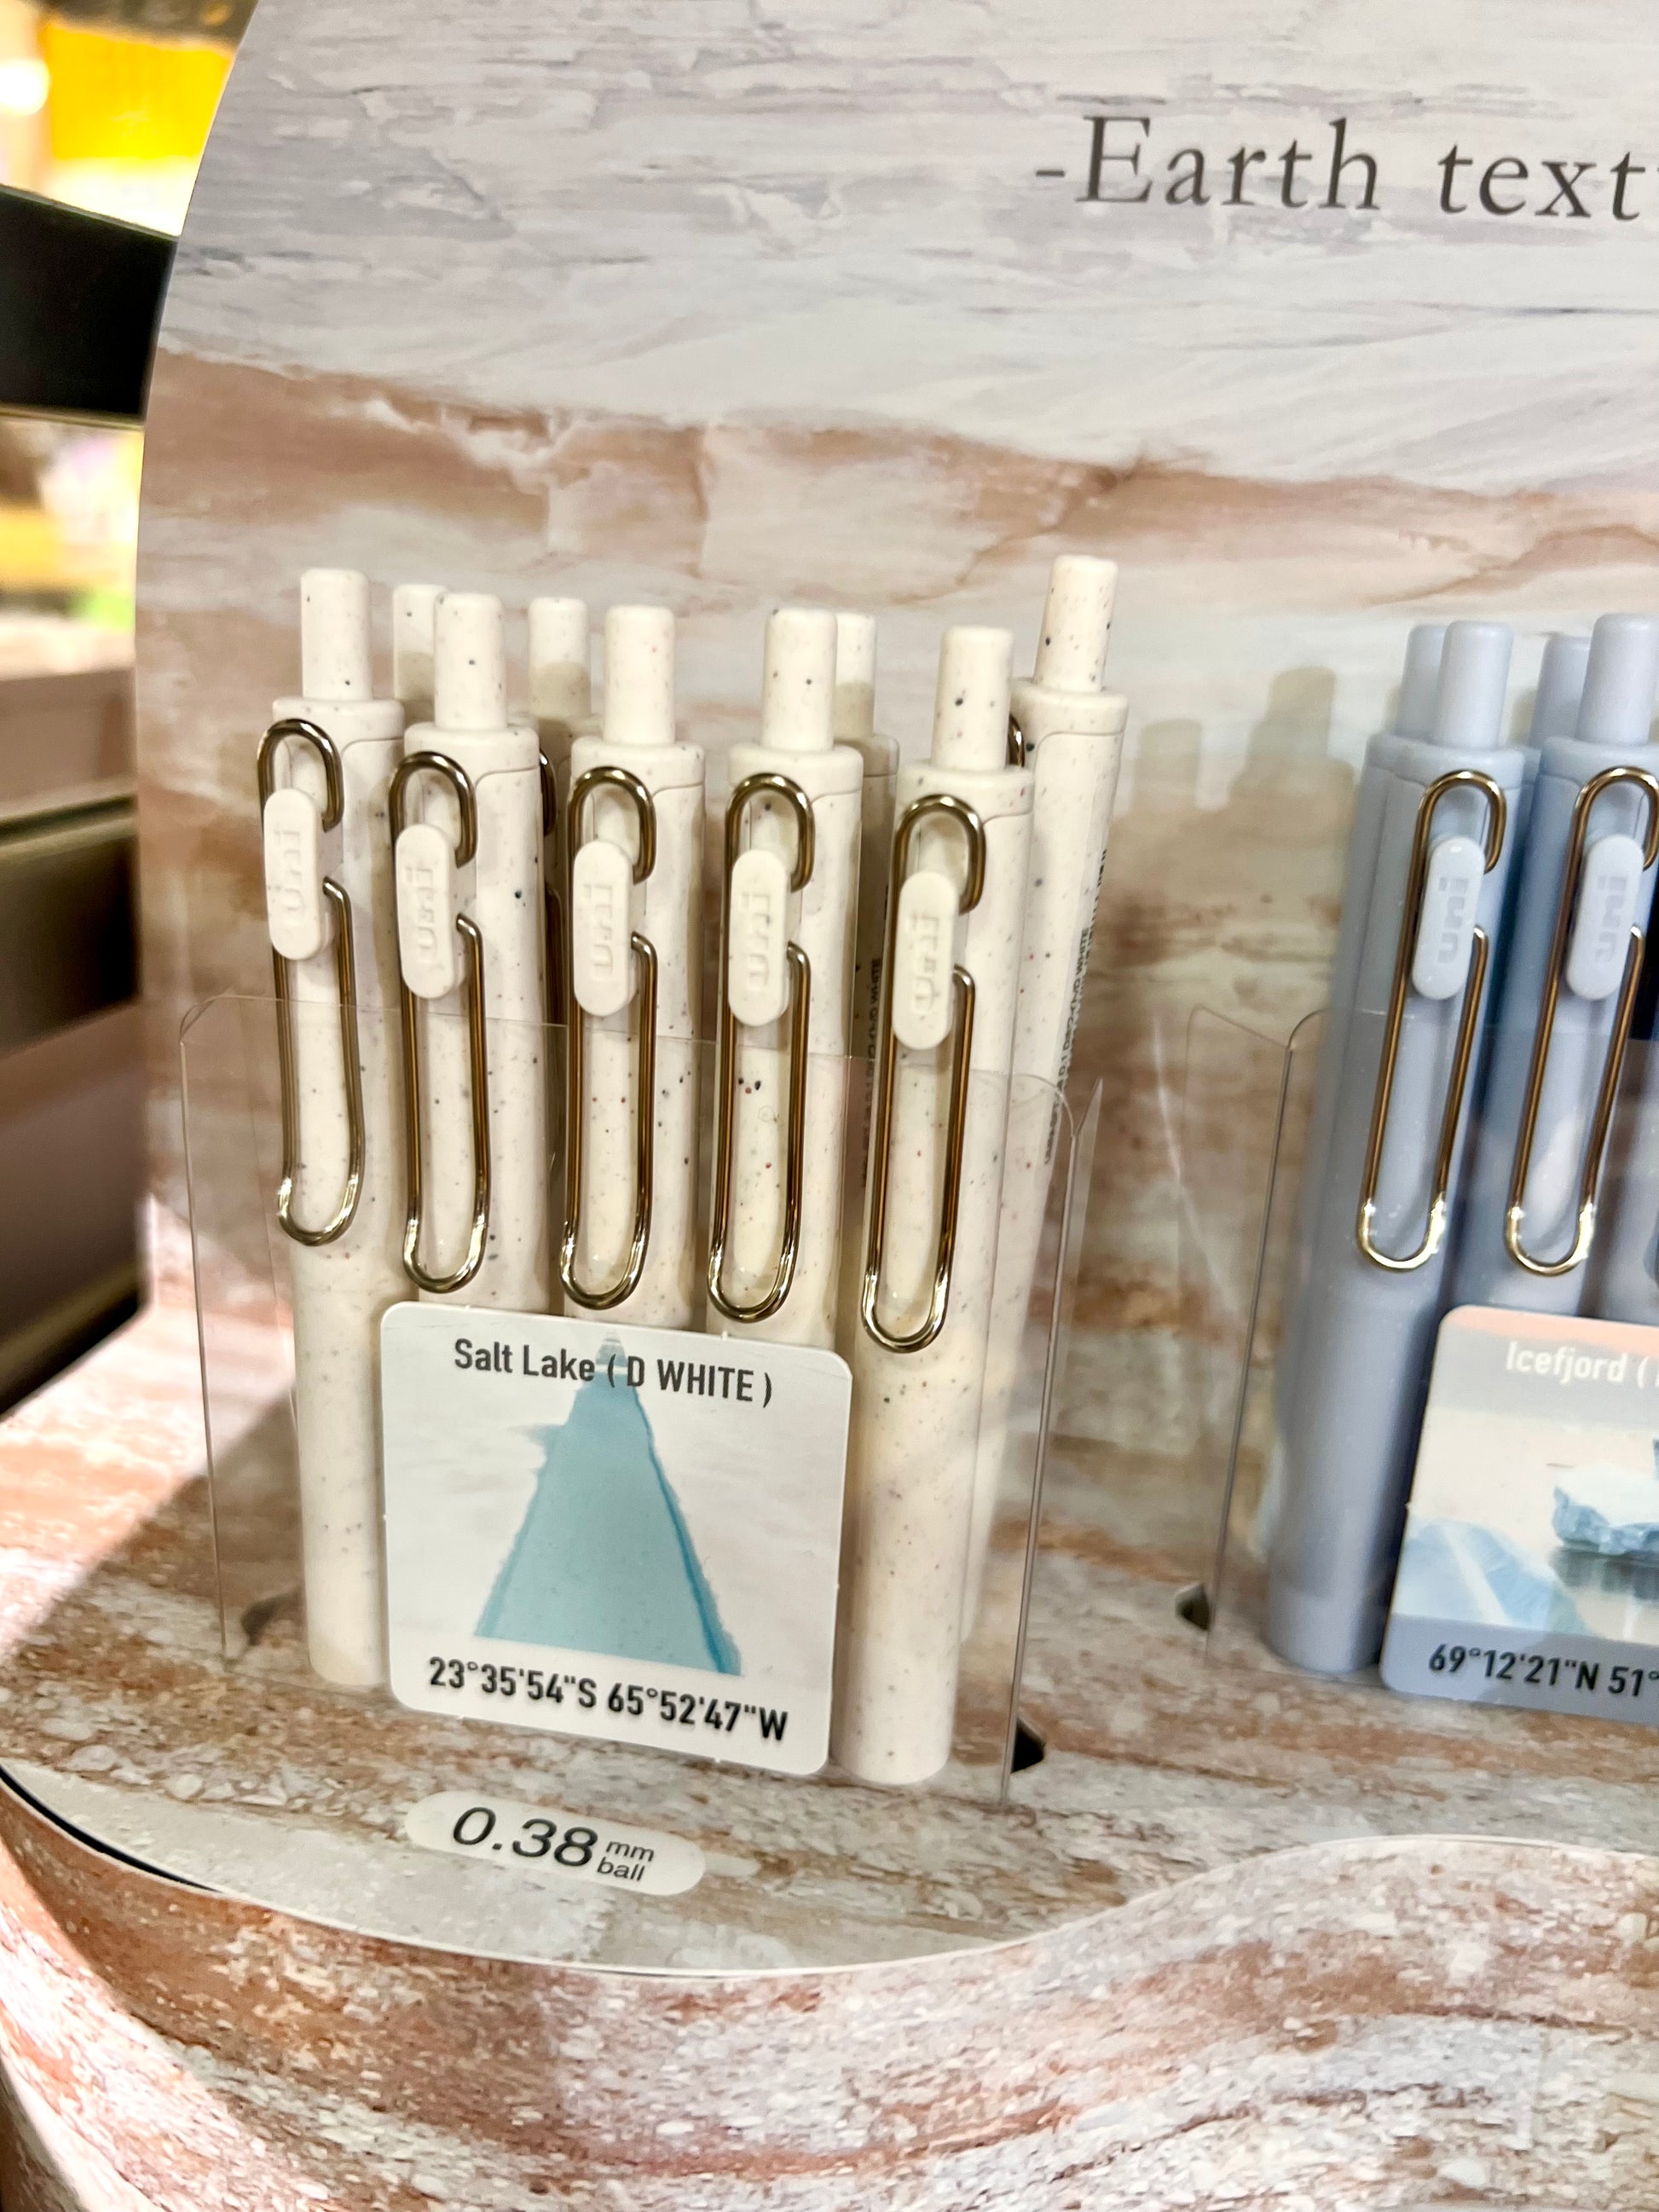 -Earth text
uni
uni
uni
uni
uni
uni
uni
Salt Lake ( D WHITE )
23°35'54"S 65°52'47"W
Icefjord (
69°12'21"N 51°
0.38 mm
ball